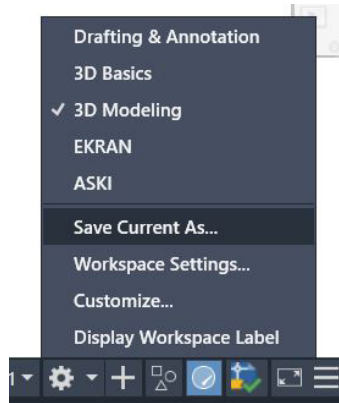 Drafting & Annotation
3D Basics
✓ 3D Modeling
EKRAN
ASKI
Save Current As...
Workspace Settings...
Customize...
Display Workspace Label